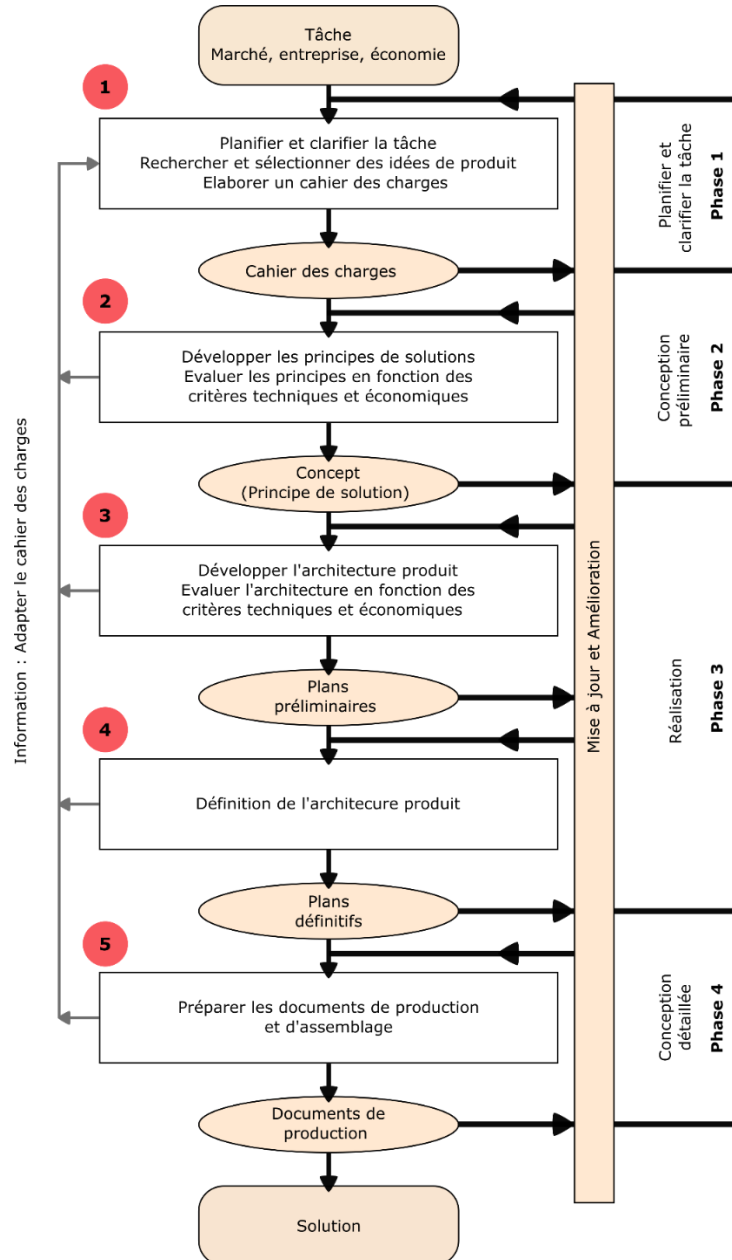 Tâche
Marché, entreprise, économie
1
Planifier et clarifier la tâche
Rechercher et sélectionner des idées de produit
Elaborer un cahier des charges
Cahier des charges
2
Développer les principes de solutions
Evaluer les principes en fonction des
critères techniques et économiques
Concept
(Principe de solution)
3
Développer l'architecture produit
Evaluer l'architecture en fonction des
critères techniques et économiques
Plans
préliminaires
4
Définition de l'architecure produit
Plans
définitifs
5
Préparer les documents de production
et d'assemblage
Documents de
production
Solution
Information : Adapter le cahier des charges
Mise à jour et Amélioration
Planifier et
clarifier la tâche
Phase 1
Conception
préliminaire
Phase 2
Réalisation
Phase 3
Conception
détaillée
Phase 4